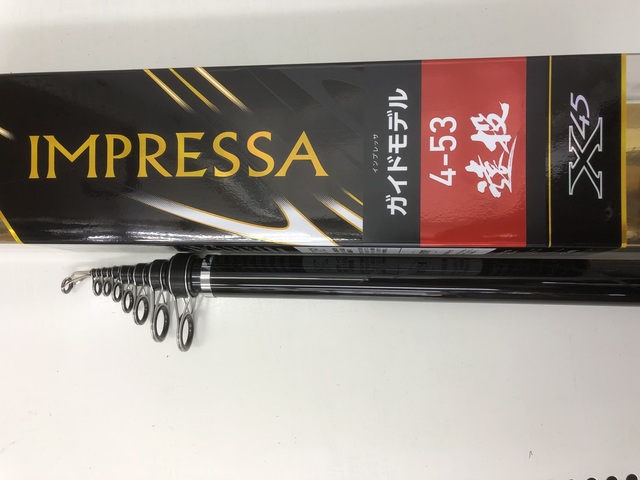 IMPRESSA
インプレッサ
ガイドモデル
4-53
遠投
X45